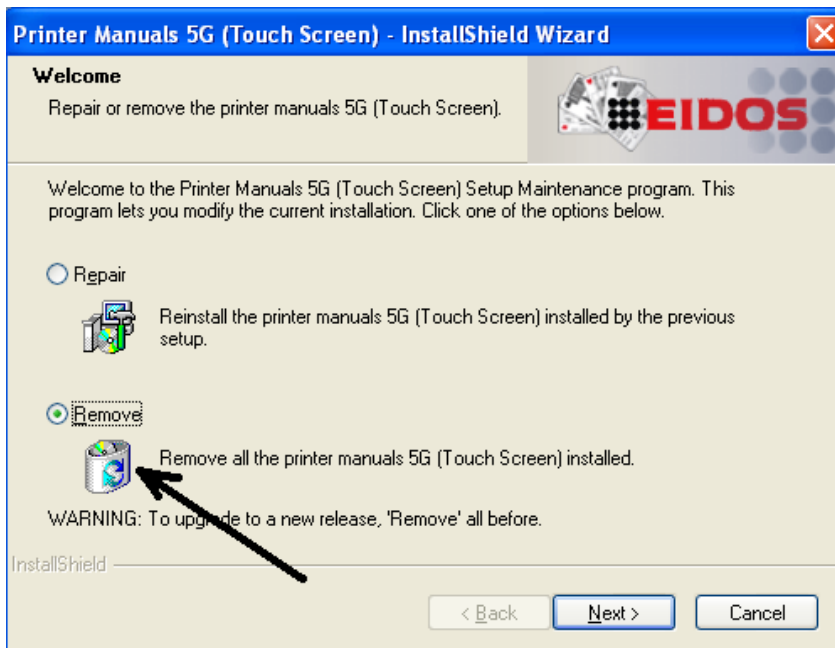 Printer Manuals 5G (Touch Screen) - InstallShield Wizard
Welcome
Repair or remove the printer manuals 5G (Touch Screen).
EIDOS
Welcome to the Printer Manuals 5G (Touch Screen) Setup Maintenance program. This
program lets you modify the current installation. Click one of the options below.
Repair
Reinstall the printer manuals 5G (Touch Screen) installed by the previous
setup.
Remove
Remove all the printer manuals 5G (Touch Screen) installed.
WARNING: To upgrade to a new release, 'Remove' all before.
InstallShield
< Back
Next >
Cancel